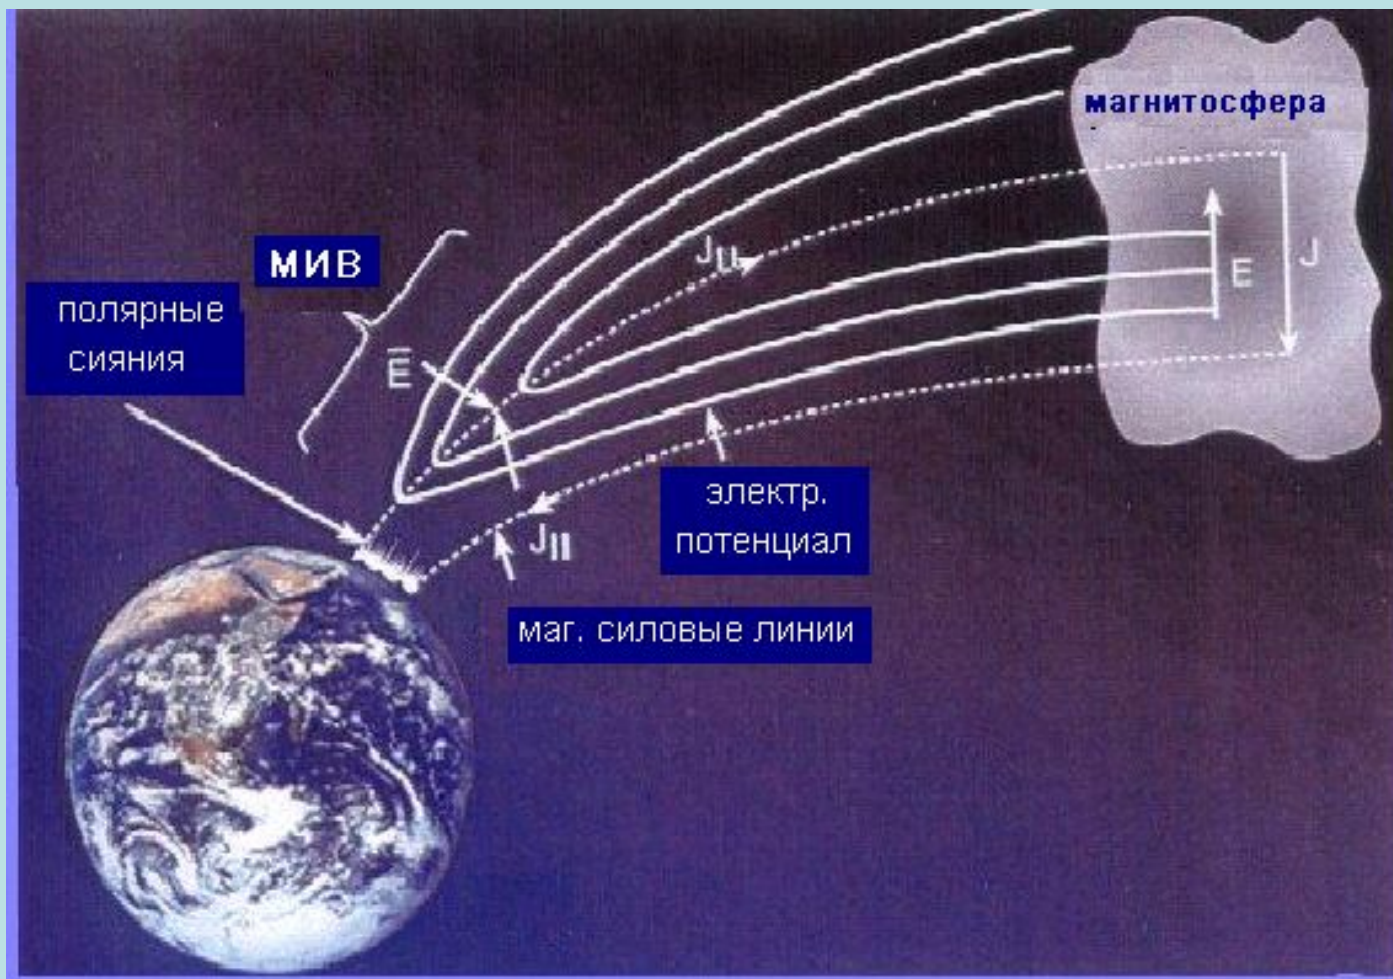 магнитосфера
МИВ
полярные
сияния
J||
E
J
Ē
электр.
потенциал
J||
маг. силовые линии